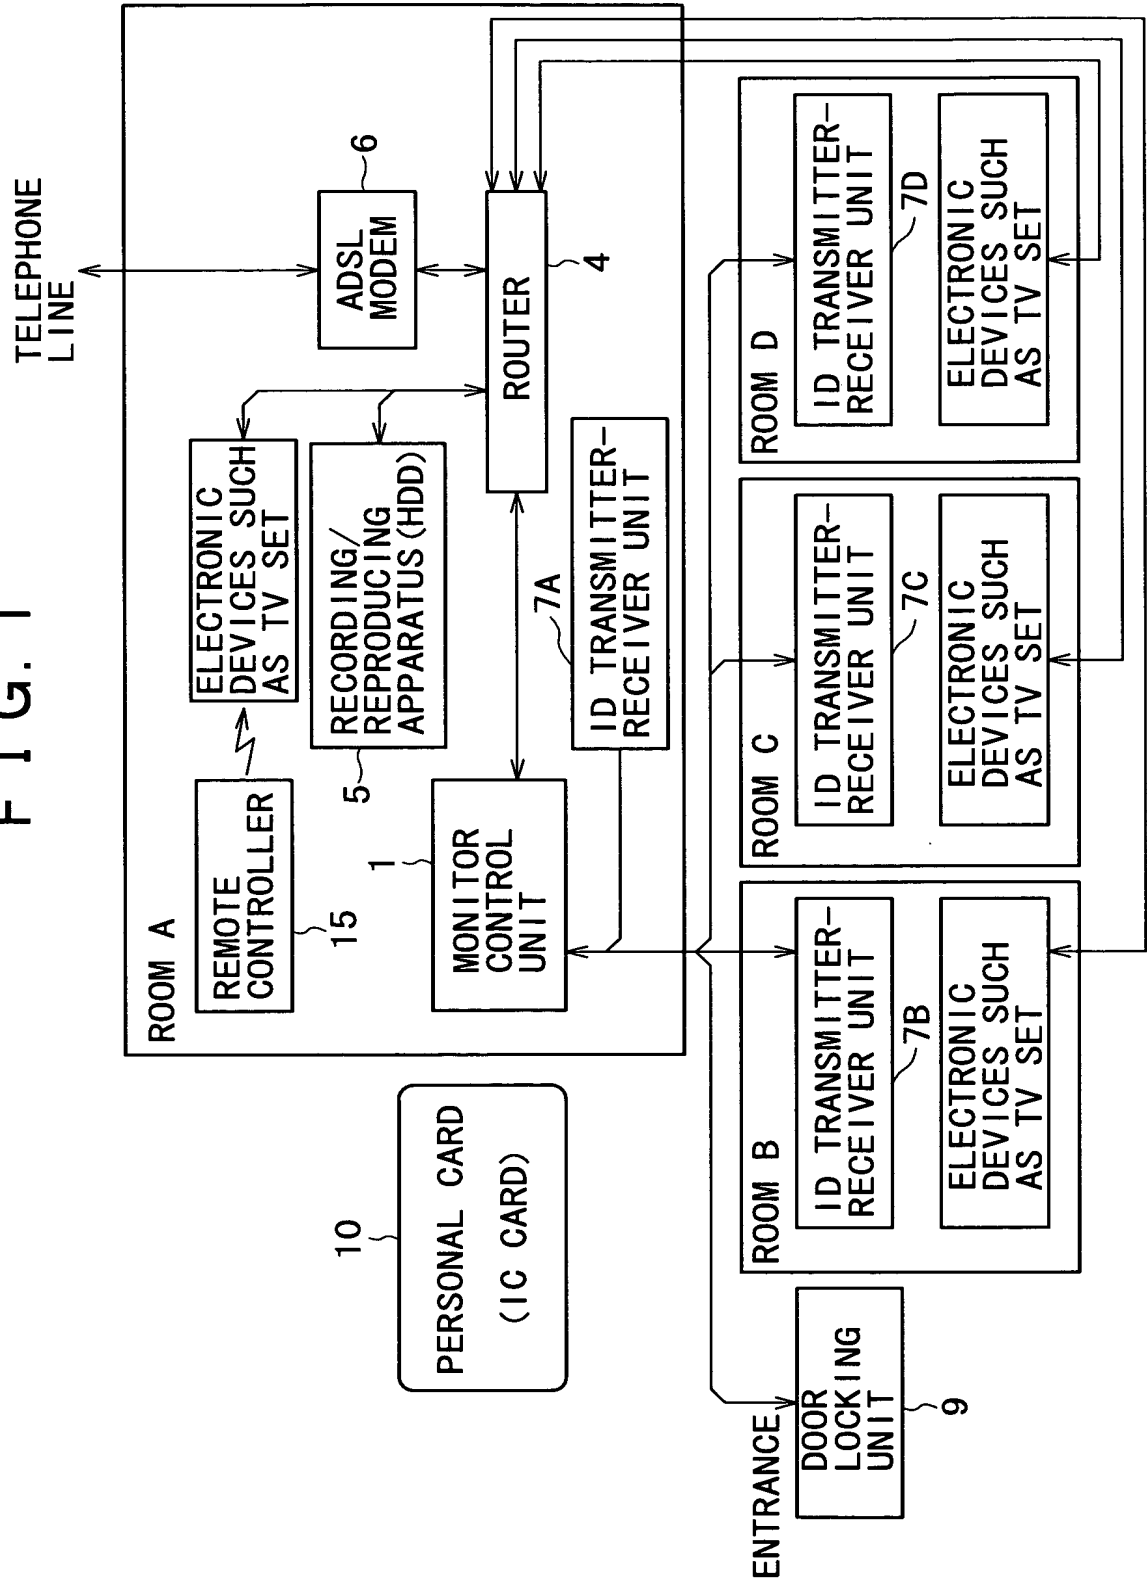 FIG. 1
TELEPHONE
LINE
ROOM A
REMOTE
CONTROLLER
15
ELECTRONIC
DEVICES SUCH
AS TV SET
RECORDING/
REPRODUCING
APPARATUS(HDD)
5
ADSL
MODEM
6
1
MONITOR
CONTROL
UNIT
ROUTER
4
7A
ID TRANSMITTER-
RECEIVER UNIT
10
PERSONAL CARD
(IC CARD)
ENTRANCE
DOOR
LOCKING
UNIT
9
ROOM B
ID TRANSMITTER-
RECEIVER UNIT
7B
ELECTRONIC
DEVICES SUCH
AS TV SET
ROOM C
ID TRANSMITTER-
RECEIVER UNIT
7C
ELECTRONIC
DEVICES SUCH
AS TV SET
ROOM D
ID TRANSMITTER-
RECEIVER UNIT
7D
ELECTRONIC
DEVICES SUCH
AS TV SET